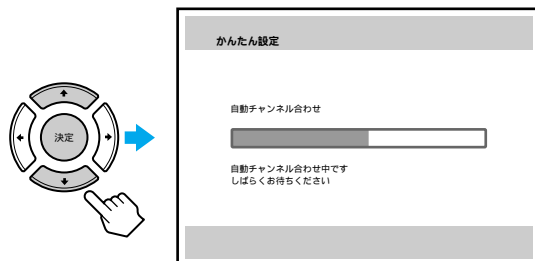 決定
かんたん設定
自動チャンネル合わせ
自動チャンネル合わせ中です
しばらくお待ちください